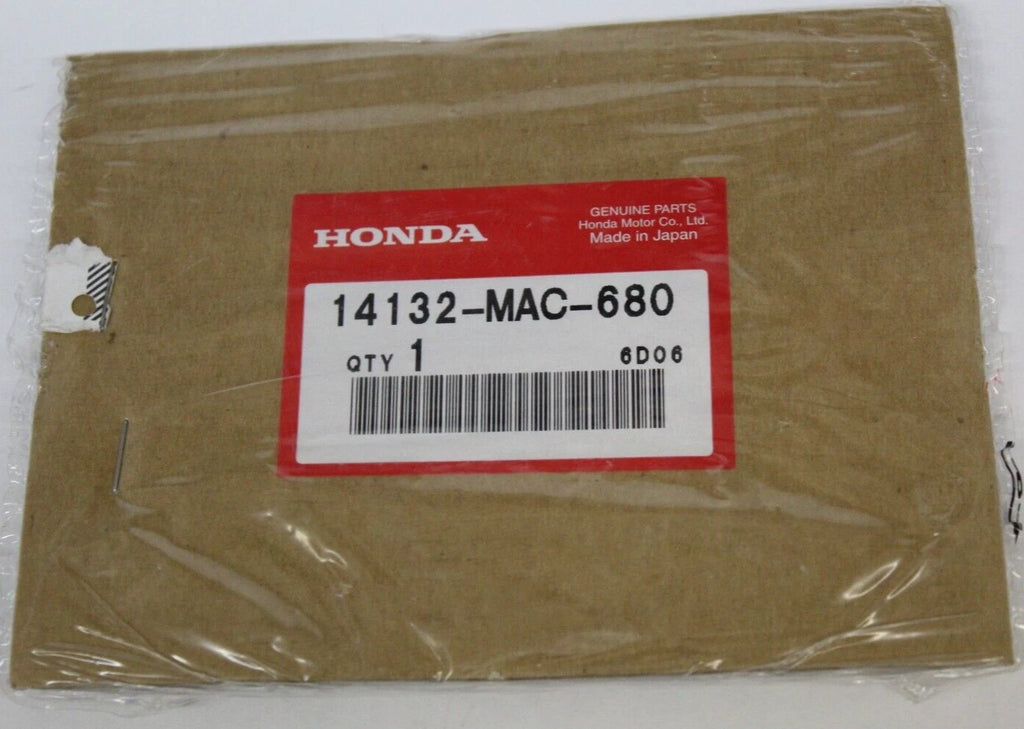 HONDA
GENUINE PARTS
Honda Motor Co., Ltd.
Made in Japan
14132-MAC-680
QTY 1 6D06